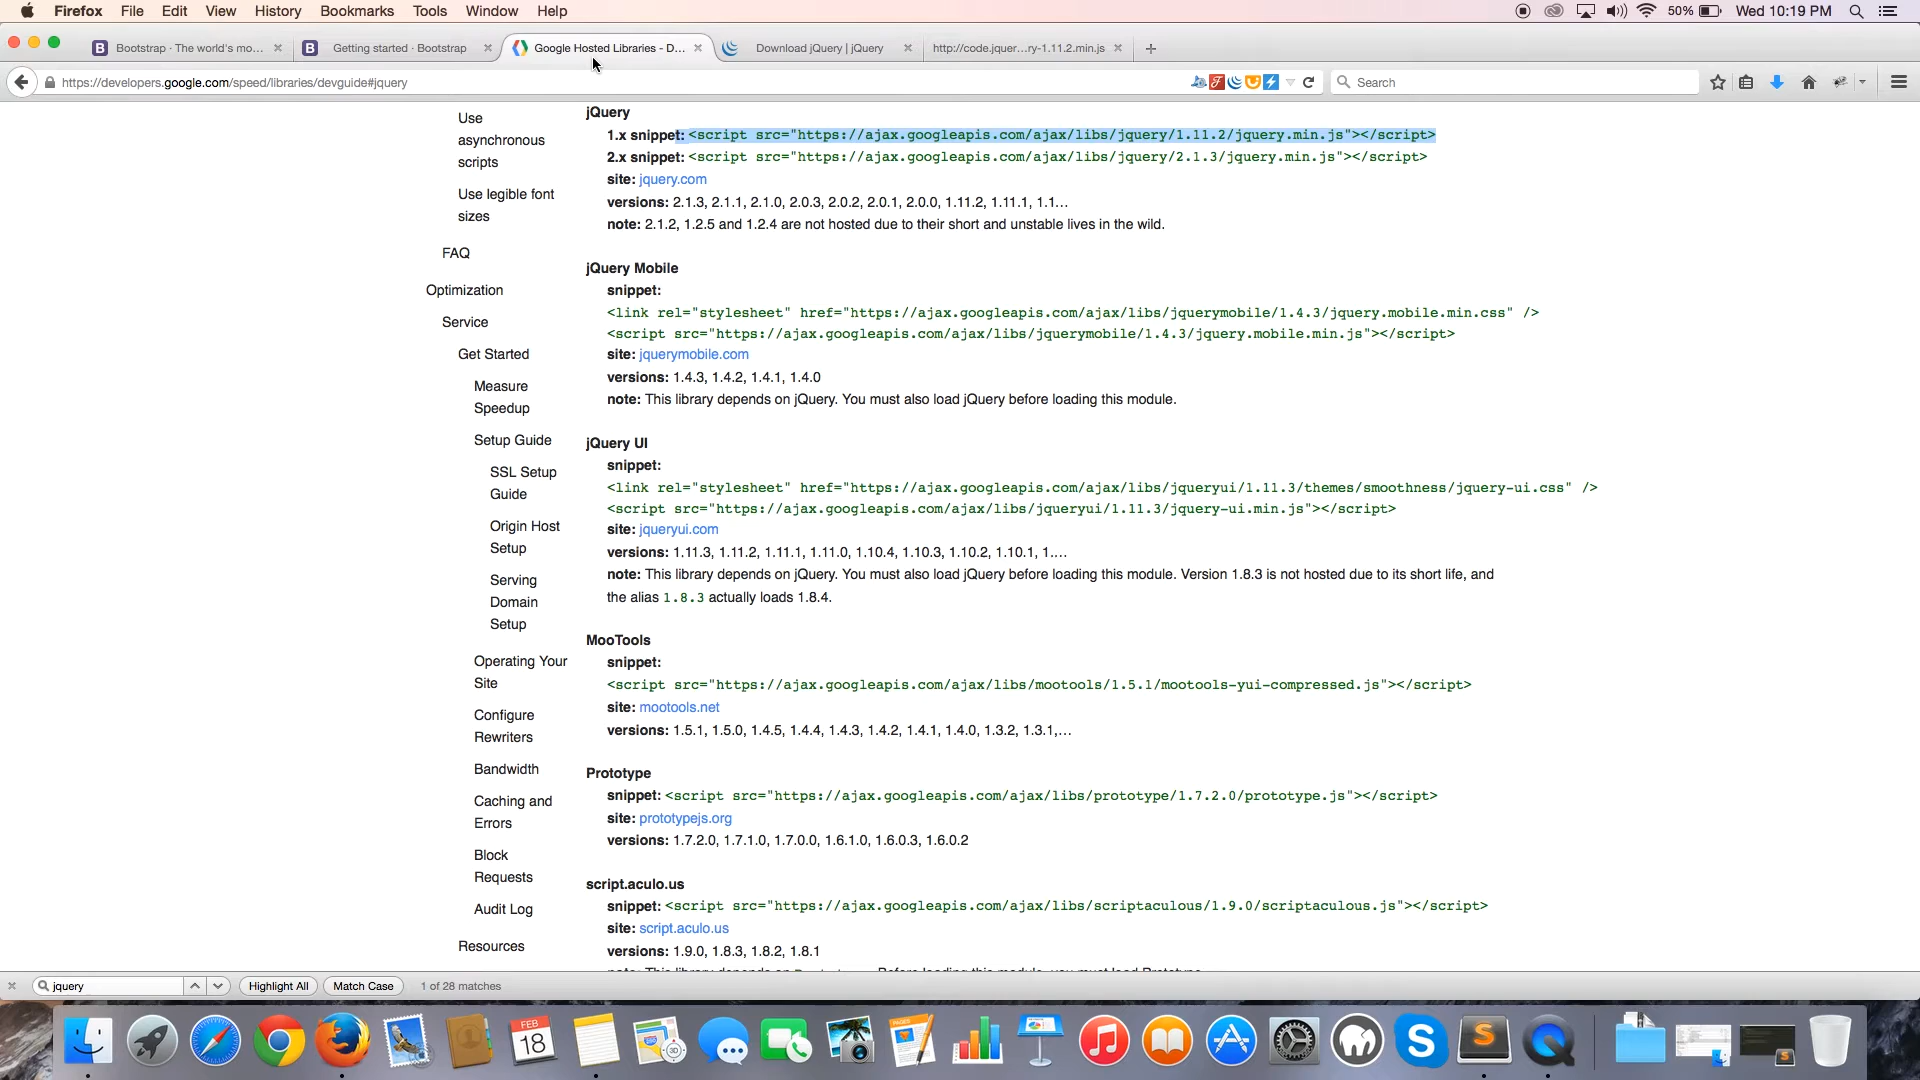 Firefox File Edit View History Bookmarks Tools Window Help 50% Wed 10:19 PM
Bootstrap · The world's mo... Getting started · Bootstrap Google Hosted Libraries - D... Download jQuery | jQuery http://code.jquer...ry-1.11.2.min.js
https://developers.google.com/speed/libraries/devguide#jquery Search
Use
asynchronous
scripts
Use legible font
sizes
FAQ
Optimization
Service
Get Started
Measure
Speedup
Setup Guide
SSL Setup
Guide
Origin Host
Setup
Serving
Domain
Setup
Operating Your
Site
Configure
Rewriters
Bandwidth
Caching and
Errors
Block
Requests
Audit Log
Resources
jQuery
1.x snippet: <script src="https://ajax.googleapis.com/ajax/libs/jquery/1.11.2/jquery.min.js"></script>
2.x snippet: <script src="https://ajax.googleapis.com/ajax/libs/jquery/2.1.3/jquery.min.js"></script>
site: jquery.com
versions: 2.1.3, 2.1.1, 2.1.0, 2.0.3, 2.0.2, 2.0.1, 2.0.0, 1.11.2, 1.11.1, 1.1...
note: 2.1.2, 1.2.5 and 1.2.4 are not hosted due to their short and unstable lives in the wild.
jQuery Mobile
snippet:
<link rel="stylesheet" href="https://ajax.googleapis.com/ajax/libs/jquerymobile/1.4.3/jquery.mobile.min.css" />
<script src="https://ajax.googleapis.com/ajax/libs/jquerymobile/1.4.3/jquery.mobile.min.js"></script>
site: jquerymobile.com
versions: 1.4.3, 1.4.2, 1.4.1, 1.4.0
note: This library depends on jQuery. You must also load jQuery before loading this module.
jQuery UI
snippet:
<link rel="stylesheet" href="https://ajax.googleapis.com/ajax/libs/jqueryui/1.11.3/themes/smoothness/jquery-ui.css" />
<script src="https://ajax.googleapis.com/ajax/libs/jqueryui/1.11.3/jquery-ui.min.js"></script>
site: jqueryui.com
versions: 1.11.3, 1.11.2, 1.11.1, 1.11.0, 1.10.4, 1.10.3, 1.10.2, 1.10.1, 1....
note: This library depends on jQuery. You must also load jQuery before loading this module. Version 1.8.3 is not hosted due to its short life, and
the alias 1.8.3 actually loads 1.8.4.
MooTools
snippet:
<script src="https://ajax.googleapis.com/ajax/libs/mootools/1.5.1/mootools-yui-compressed.js"></script>
site: mootools.net
versions: 1.5.1, 1.5.0, 1.4.5, 1.4.4, 1.4.3, 1.4.2, 1.4.1, 1.4.0, 1.3.2, 1.3.1,...
Prototype
snippet: <script src="https://ajax.googleapis.com/ajax/libs/prototype/1.7.2.0/prototype.js"></script>
site: prototypejs.org
versions: 1.7.2.0, 1.7.1.0, 1.7.0.0, 1.6.1.0, 1.6.0.3, 1.6.0.2
script.aculo.us
snippet: <script src="https://ajax.googleapis.com/ajax/libs/scriptaculous/1.9.0/scriptaculous.js"></script>
site: script.aculo.us
versions: 1.9.0, 1.8.3, 1.8.2, 1.8.1
jquery Highlight All Match Case 1 of 28 matches
FEB
18
PAGES
3D